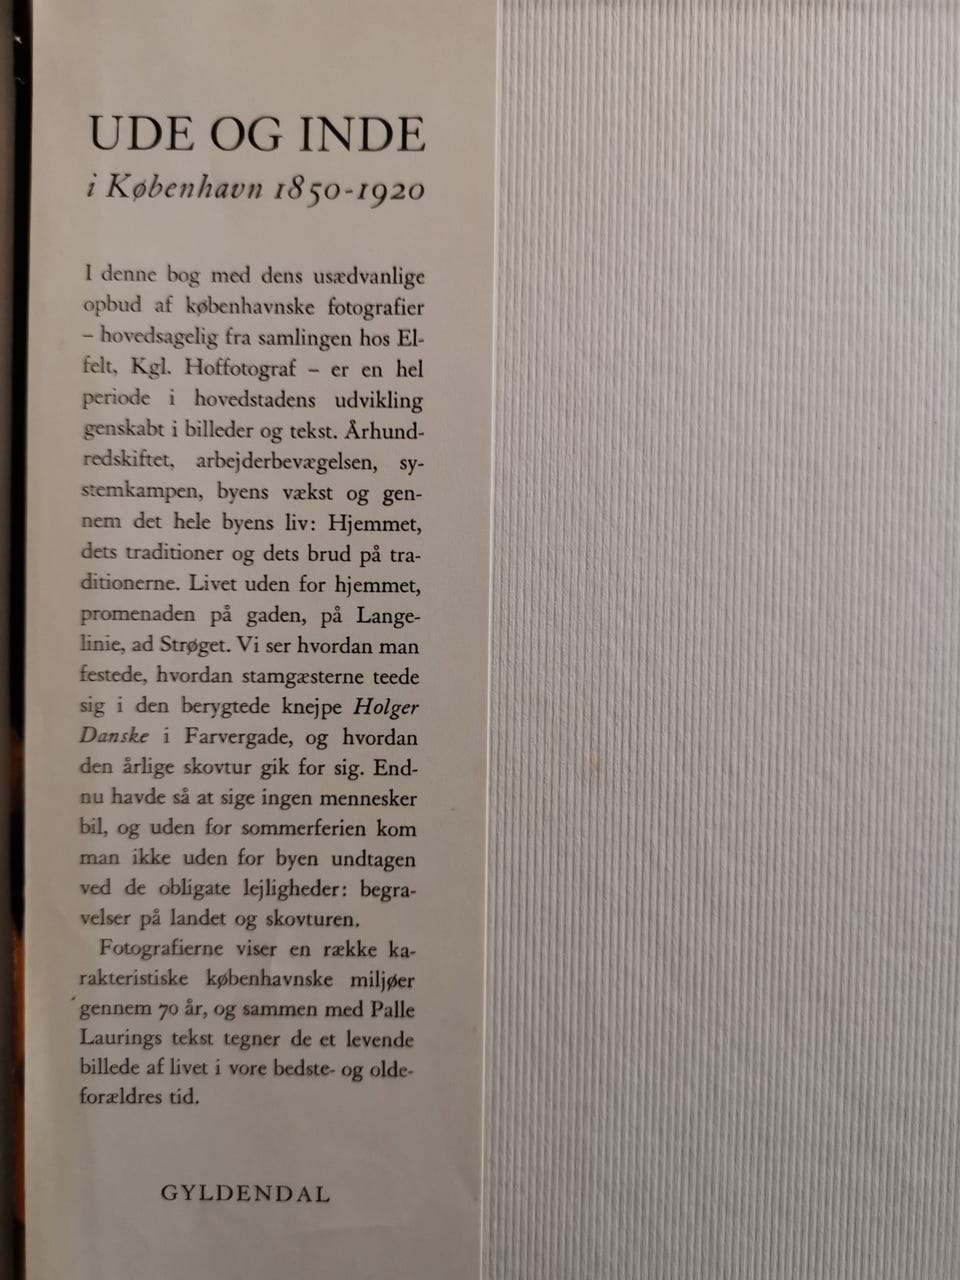 UDE OG INDE
i København 1850-1920
I denne bog med dens usædvanlige
opbud af københavnske fotografier
– hovedsagelig fra samlingen hos El-
felt, Kgl. Hoffotograf – er en hel
periode i hovedstadens udvikling
genskabt i billeder og tekst. Århund-
redskiftet, arbejderbevægelsen, sy-
stemkampen, byens vækst og gen-
nem det hele byens liv: Hjemmet,
dets traditioner og dets brud på tra-
ditionerne. Livet uden for hjemmet,
promenaden på gaden, på Lange-
linie, ad Strøget. Vi ser hvordan man
festede, hvordan stamgæsterne teede
sig i den berygtede knejpe Holger
Danske i Farvergade, og hvordan
den årlige skovtur gik for sig. End-
nu havde så at sige ingen mennesker
bil, og uden for sommerferien kom
man ikke uden for byen undtagen
ved de obligate lejligheder: begra-
velser på landet og skovturen.
Fotografierne viser en række ka-
rakteristiske københavnske miljøer
gennem 70 år, og sammen med Palle
Laurings tekst tegner de et levende
billede af livet i vore bedste- og olde-
forældres tid.
GYLDENDAL